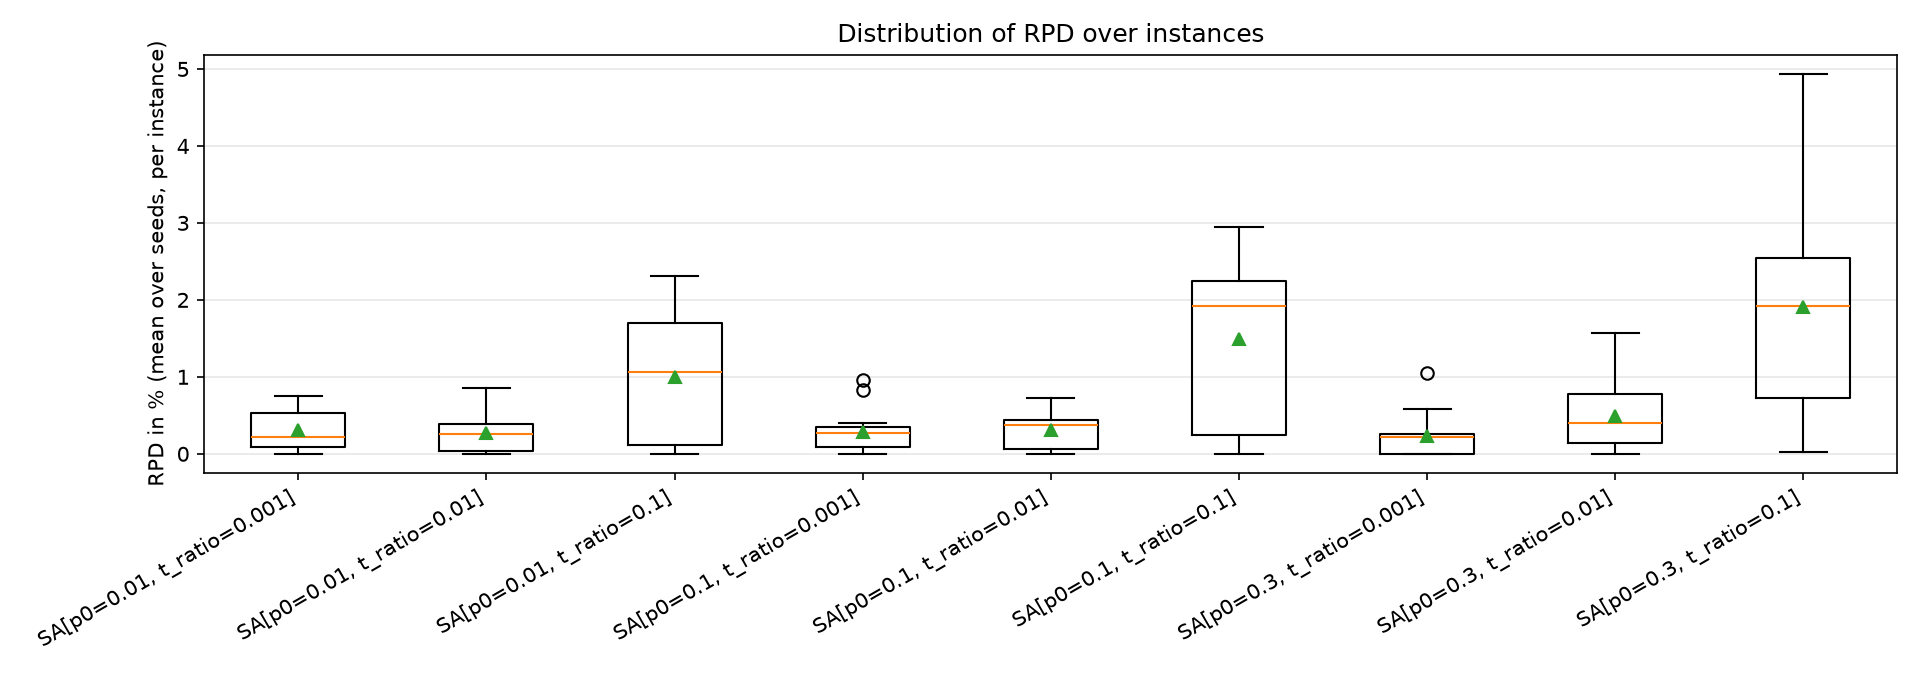 Distribution of RPD over instances
RPD in % (mean over seeds, per instance)
5
4
3
2
1
0
SA[p0=0.01, t_ratio=0.001]
SA[p0=0.01, t_ratio=0.01]
SA[p0=0.01, t_ratio=0.1]
SA[p0=0.1, t_ratio=0.001]
SA[p0=0.1, t_ratio=0.01]
SA[p0=0.1, t_ratio=0.1]
SA[p0=0.3, t_ratio=0.001]
SA[p0=0.3, t_ratio=0.01]
SA[p0=0.3, t_ratio=0.1]